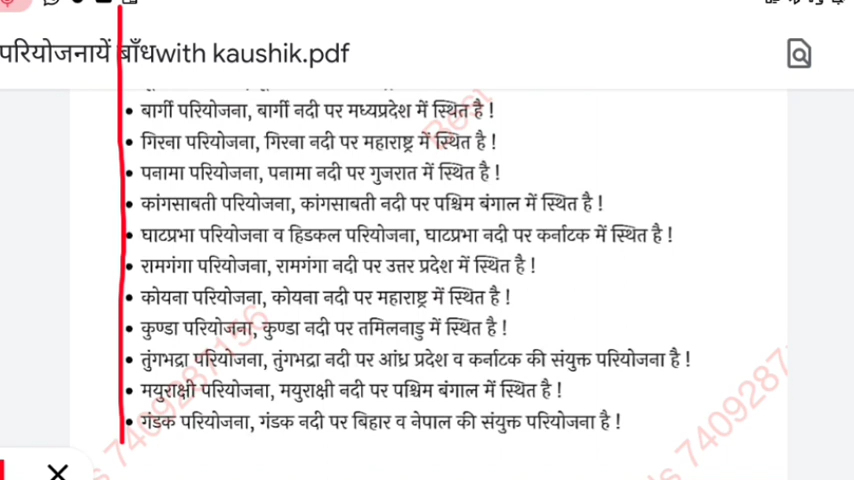 परियोजनायें बाँधwith kaushik.pdf
• बार्गी परियोजना, बार्गी नदी पर मध्यप्रदेश में स्थित है !
• गिरना परियोजना, गिरना नदी पर महाराष्ट्र में स्थित है !
• पनामा परियोजना, पनामा नदी पर गुजरात में स्थित है !
• कांगसाबती परियोजना, कांगसाबती नदी पर पश्चिम बंगाल में स्थित है !
• घाटप्रभा परियोजना व हिडकल परियोजना, घाटप्रभा नदी पर कर्नाटक में स्थित है !
• रामगंगा परियोजना, रामगंगा नदी पर उत्तर प्रदेश में स्थित है !
• कोयना परियोजना, कोयना नदी पर महाराष्ट्र में स्थित है !
• कुण्डा परियोजना, कुण्डा नदी पर तमिलनाडु में स्थित है !
• तुंगभद्रा परियोजना, तुंगभद्रा नदी पर आंध्र प्रदेश व कर्नाटक की संयुक्त परियोजना है !
• मयुराक्षी परियोजना, मयुराक्षी नदी पर पश्चिम बंगाल में स्थित है !
• गंडक परियोजना, गंडक नदी पर बिहार व नेपाल की संयुक्त परियोजना है !
Best
s 7409287156
s 7409287